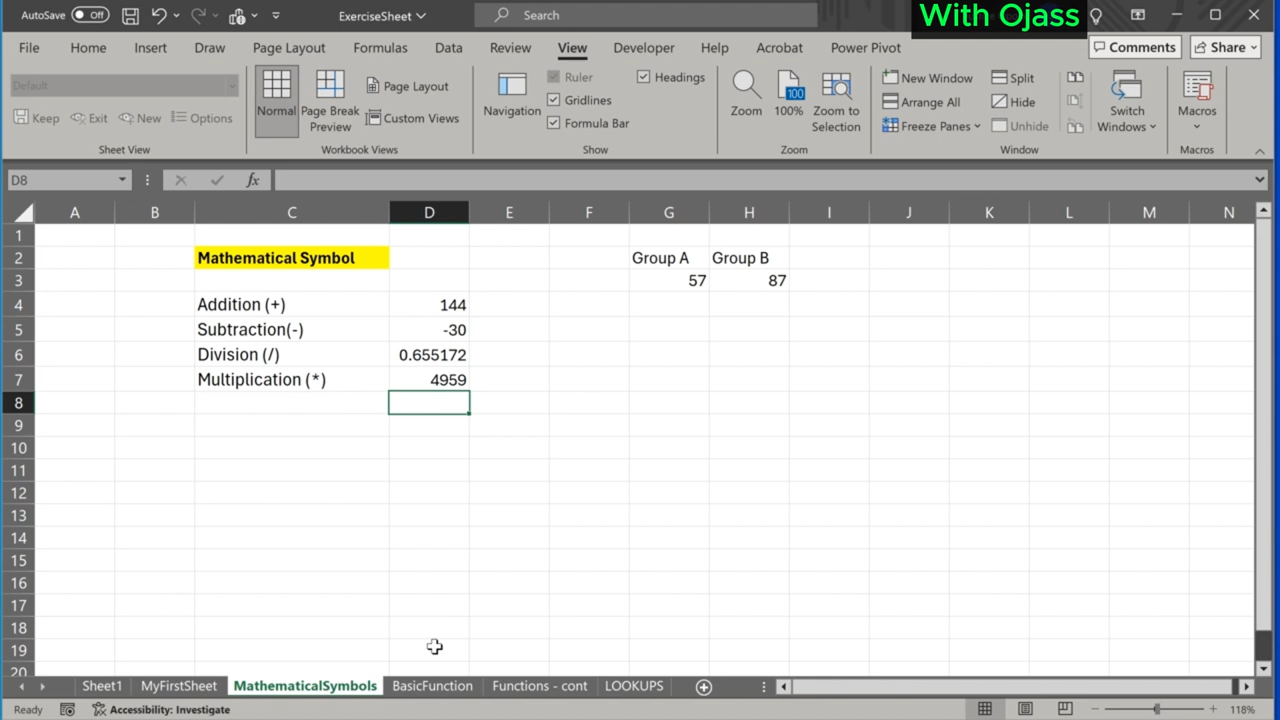 With Ojass
AutoSave Off ExerciseSheet Search
File Home Insert Draw Page Layout Formulas Data Review View Developer Help Acrobat Power Pivot Comments Share
Default
Keep Exit New Options
Sheet View
Normal Page Break Preview Page Layout Custom Views
Workbook Views
Navigation Ruler Gridlines Formula Bar Headings
Show
Zoom 100 100% Zoom to Selection
Zoom
New Window Arrange All Freeze Panes Split Hide Unhide Switch Windows
Window
Macros
Macros
D8 fx
A B C D E F G H I J K L M N
1
2 Mathematical Symbol Group A Group B
3 57 87
4 Addition (+) 144
5 Subtraction(-) -30
6 Division (/) 0.655172
7 Multiplication (*) 4959
8
9
10
11
12
13
14
15
16
17
18
19
20
Sheet1 MyFirstSheet MathematicalSymbols BasicFunction Functions - cont LOOKUPS
Ready Accessibility: Investigate 118%